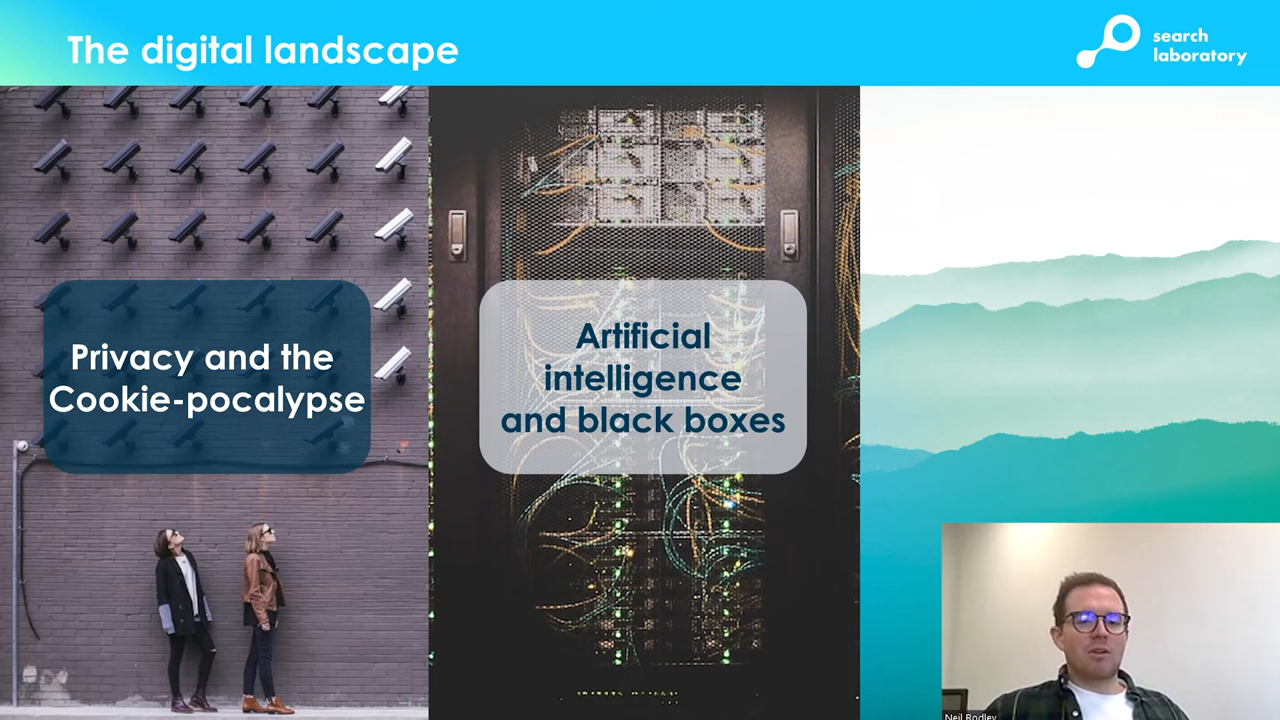 The digital landscape
search
laboratory
Privacy and the
Cookie-pocalypse
Artificial
intelligence
and black boxes
Neil Rodley